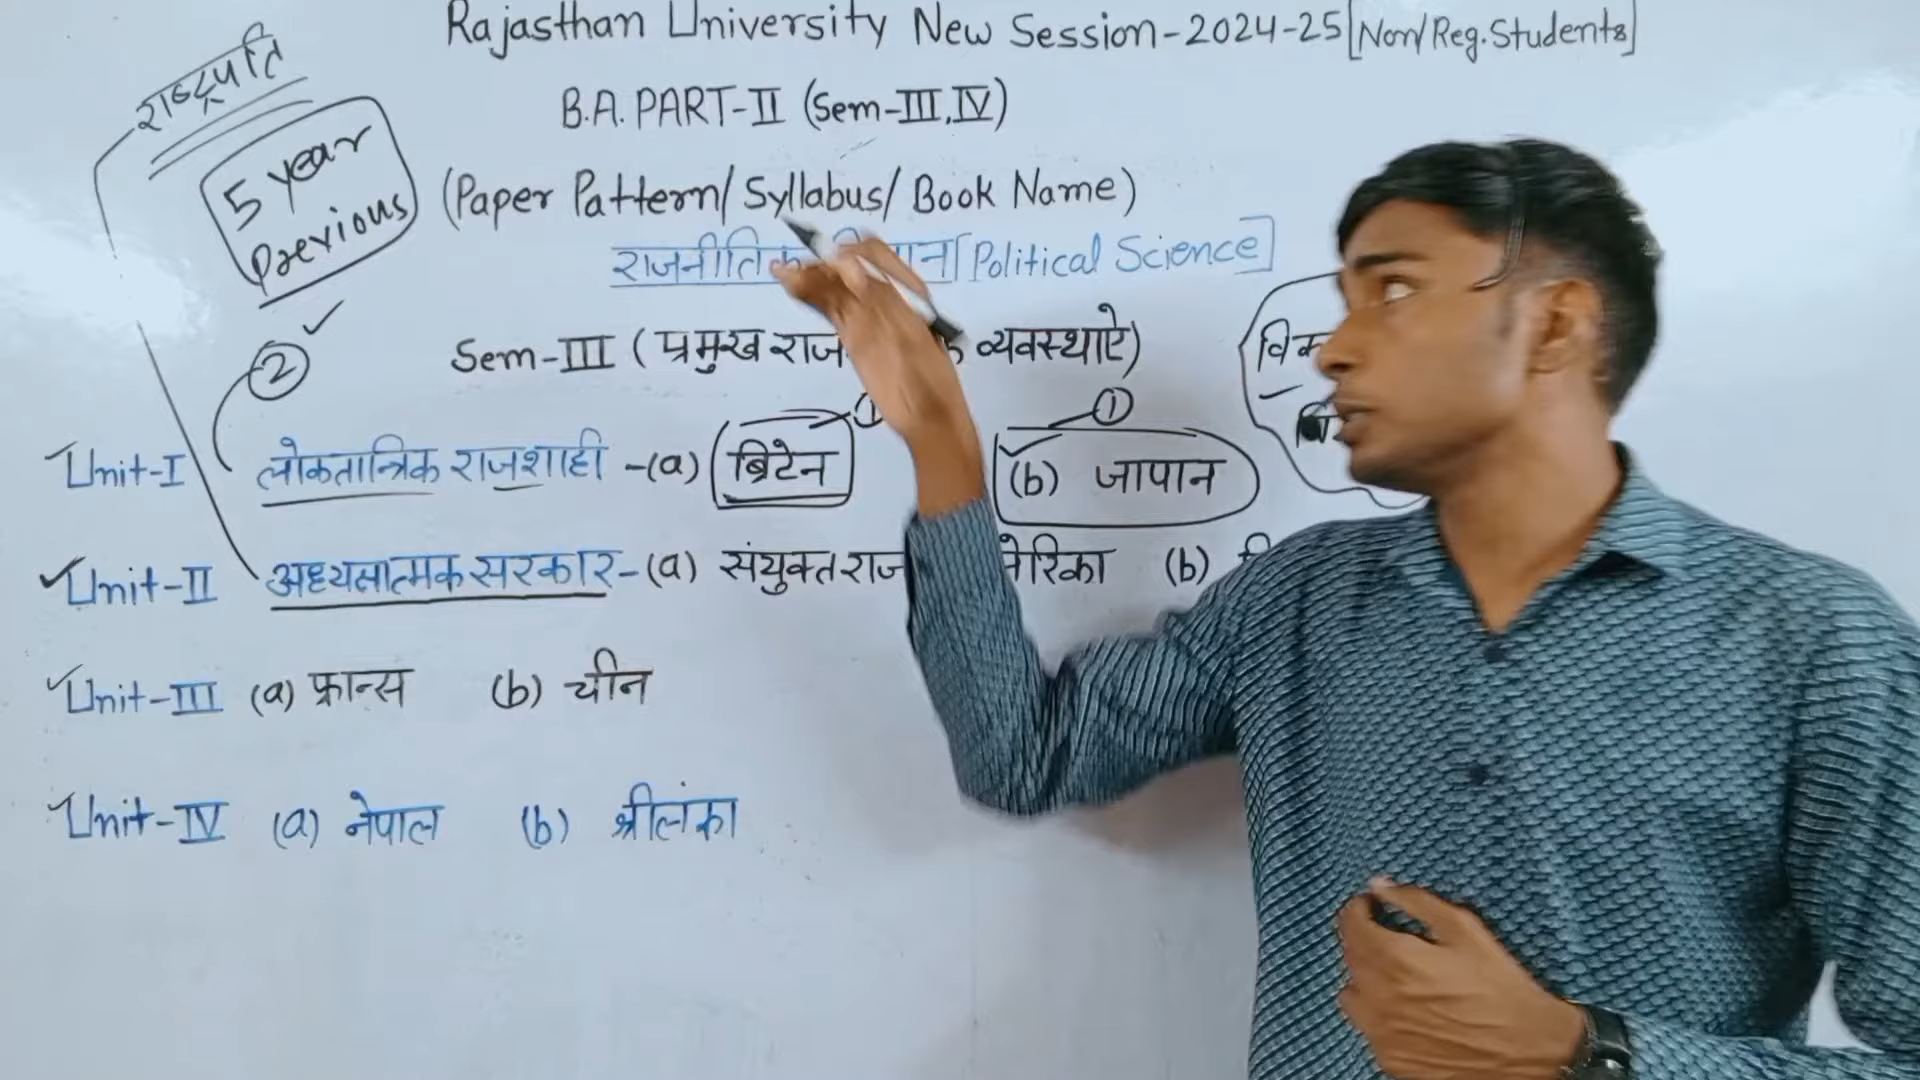 Rajasthan University New Session-2024-25[Non/Reg.Students]
राष्ट्रपति
B.A. PART-II (Sem-III,IV)
5 year
Previous
(Paper Pattern/Syllabus/Book Name)
[Political Science]
②
Sem-III (प्रमुख व्यवस्थाऐ)
① ①
Unit-I लोकतान्त्रिक राजशाही -(a) ब्रिटेन (b) जापान
Unit-II अध्यक्षात्मक सरकार-(a) संयुक्त (b)
Unit-III (a) फ्रान्स (b) चीन
Unit-IV (a) नेपाल (b) श्रीलंका